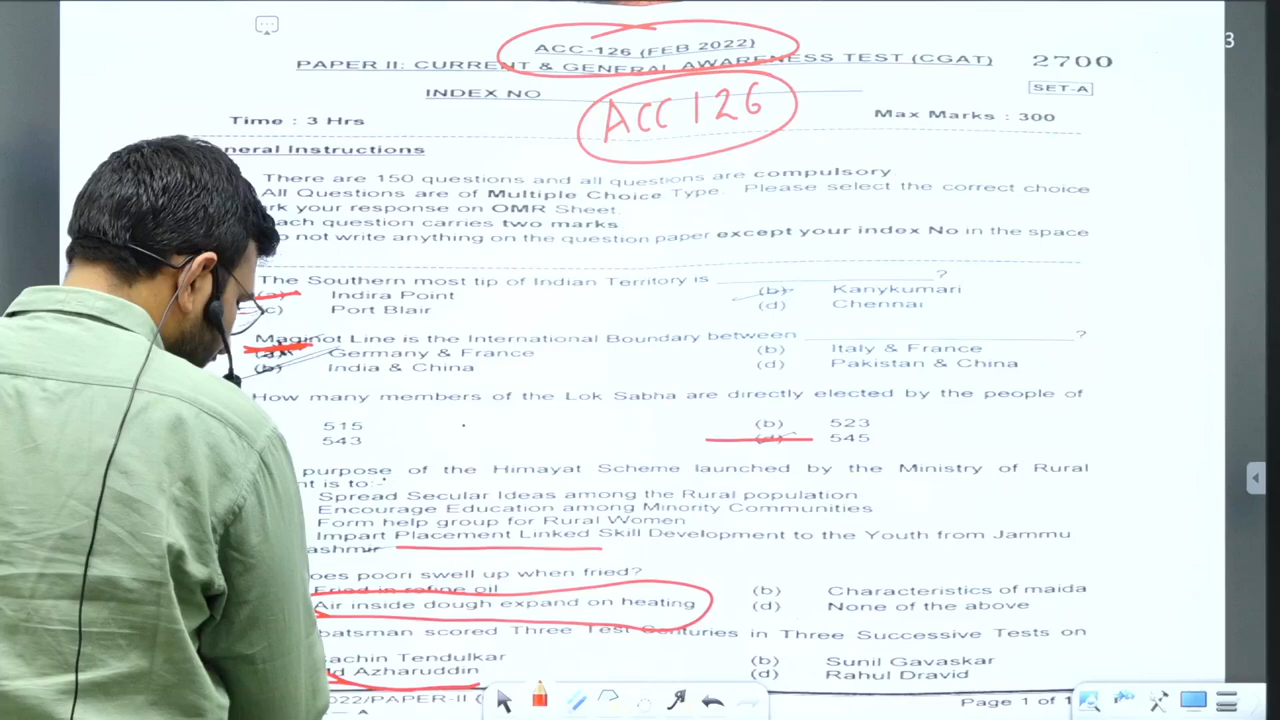 3
ACC-126 (FEB 2022)
PAPER II: CURRENT & GENERAL AWARENESS TEST (CGAT) 2700
SET-A
INDEX NO
ACC 126
Time : 3 Hrs Max Marks : 300
neral Instructions
There are 150 questions and all questions are compulsory
All Questions are of Multiple Choice Type. Please select the correct choice
rk your response on OMR Sheet.
ach question carries two marks
o not write anything on the question paper except your index No in the space
The Southern most tip of Indian Territory is ?
(a) Indira Point (b) Kanykumari
c) Port Blair (d) Chennai
Maginot Line is the International Boundary between ?
(a) Germany & France (b) Italy & France
(b) India & China (d) Pakistan & China
How many members of the Lok Sabha are directly elected by the people of
515 (b) 523
543 (d) 545
purpose of the Himayat Scheme launched by the Ministry of Rural
nt is to:-
Spread Secular Ideas among the Rural population
Encourage Education among Minority Communities
Form help group for Rural Women
Impart Placement Linked Skill Development to the Youth from Jammu
ashmir
oes poori swell up when fried?
Fried in refine oil (b) Characteristics of maida
Air inside dough expand on heating (d) None of the above
batsman scored Three Test Centuries in Three Successive Tests on
achin Tendulkar (b) Sunil Gavaskar
d Azharuddin (d) Rahul Dravid
022/PAPER-II Page 1 of 1